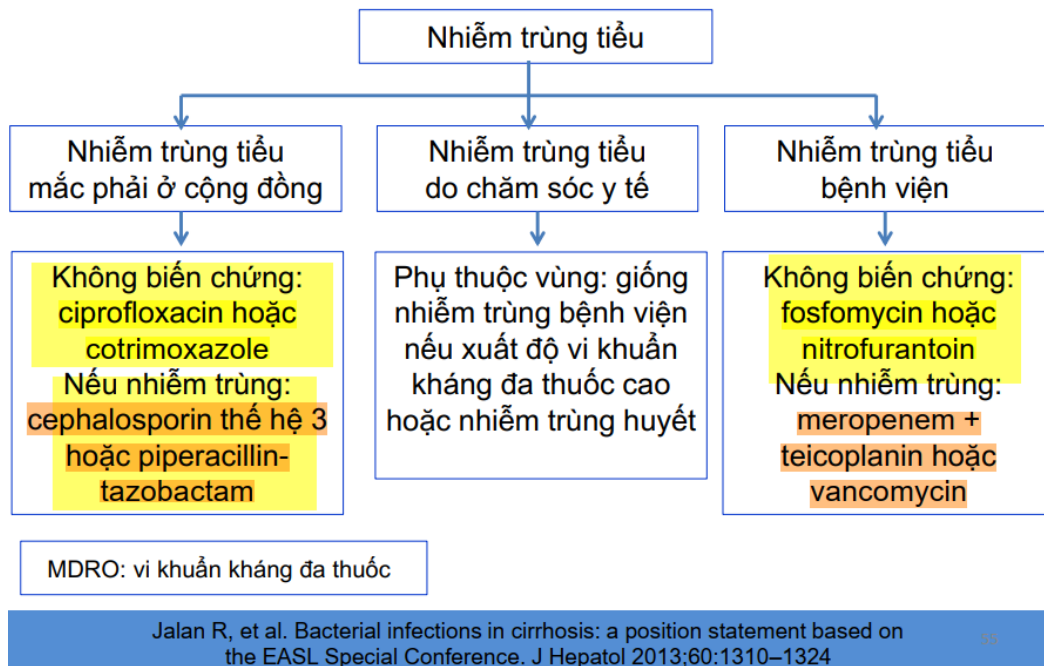 Nhiễm trùng tiểu
Nhiễm trùng tiểu
mắc phải ở cộng đồng
Nhiễm trùng tiểu
do chăm sóc y tế
Nhiễm trùng tiểu
bệnh viện
Không biến chứng:
ciprofloxacin hoặc
cotrimoxazole
Nếu nhiễm trùng:
cephalosporin thế hệ 3
hoặc piperacillin-
tazobactam
Phụ thuộc vùng: giống
nhiễm trùng bệnh viện
nếu xuất độ vi khuẩn
kháng đa thuốc cao
hoặc nhiễm trùng huyết
Không biến chứng:
fosfomycin hoặc
nitrofurantoin
Nếu nhiễm trùng:
meropenem +
teicoplanin hoặc
vancomycin
MDRO: vi khuẩn kháng đa thuốc
Jalan R, et al. Bacterial infections in cirrhosis: a position statement based on
the EASL Special Conference. J Hepatol 2013;60:1310–1324